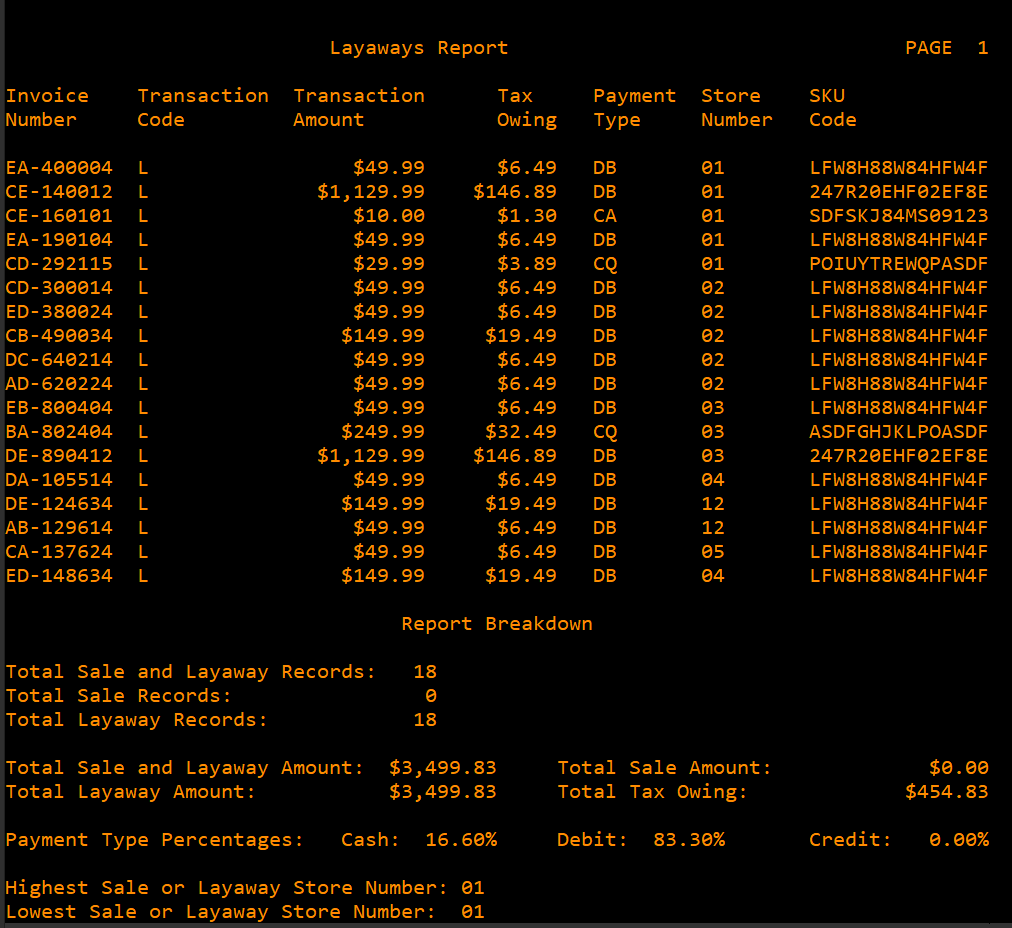 Layaways Report PAGE 1
Invoice Transaction Transaction Tax Payment Store SKU
Number Code Amount Owing Type Number Code
EA-400004 L $49.99 $6.49 DB 01 LFW8H88W84HFW4F
CE-140012 L $1,129.99 $146.89 DB 01 247R20EHF02EF8E
CE-160101 L $10.00 $1.30 CA 01 SDFSKJ84MS09123
EA-190104 L $49.99 $6.49 DB 01 LFW8H88W84HFW4F
CD-292115 L $29.99 $3.89 CQ 01 POIUYTREWQPASDF
CD-300014 L $49.99 $6.49 DB 02 LFW8H88W84HFW4F
ED-380024 L $49.99 $6.49 DB 02 LFW8H88W84HFW4F
CB-490034 L $149.99 $19.49 DB 02 LFW8H88W84HFW4F
DC-640214 L $49.99 $6.49 DB 02 LFW8H88W84HFW4F
AD-620224 L $49.99 $6.49 DB 02 LFW8H88W84HFW4F
EB-800404 L $49.99 $6.49 DB 03 LFW8H88W84HFW4F
BA-802404 L $249.99 $32.49 CQ 03 ASDFGHJKLPOASDF
DE-890412 L $1,129.99 $146.89 DB 03 247R20EHF02EF8E
DA-105514 L $49.99 $6.49 DB 04 LFW8H88W84HFW4F
DE-124634 L $149.99 $19.49 DB 12 LFW8H88W84HFW4F
AB-129614 L $49.99 $6.49 DB 12 LFW8H88W84HFW4F
CA-137624 L $49.99 $6.49 DB 05 LFW8H88W84HFW4F
ED-148634 L $149.99 $19.49 DB 04 LFW8H88W84HFW4F
Report Breakdown
Total Sale and Layaway Records: 18
Total Sale Records: 0
Total Layaway Records: 18
Total Sale and Layaway Amount: $3,499.83 Total Sale Amount: $0.00
Total Layaway Amount: $3,499.83 Total Tax Owing: $454.83
Payment Type Percentages: Cash: 16.60% Debit: 83.30% Credit: 0.00%
Highest Sale or Layaway Store Number: 01
Lowest Sale or Layaway Store Number: 01